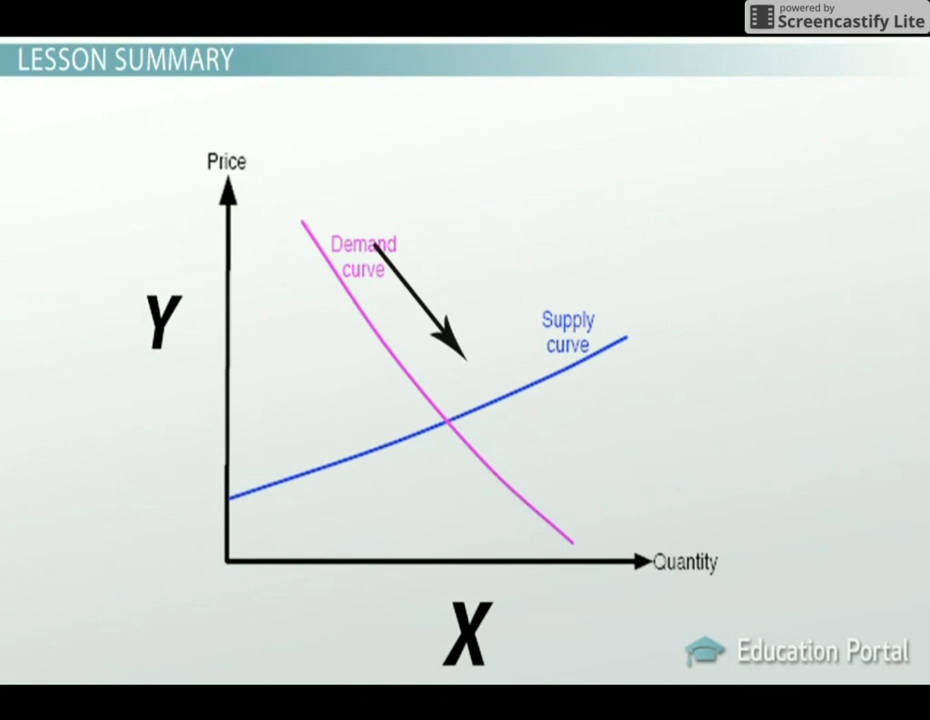 powered by
Screencastify Lite
LESSON SUMMARY
Price
Demand
curve
Supply
curve
Y
Quantity
X
Education Portal